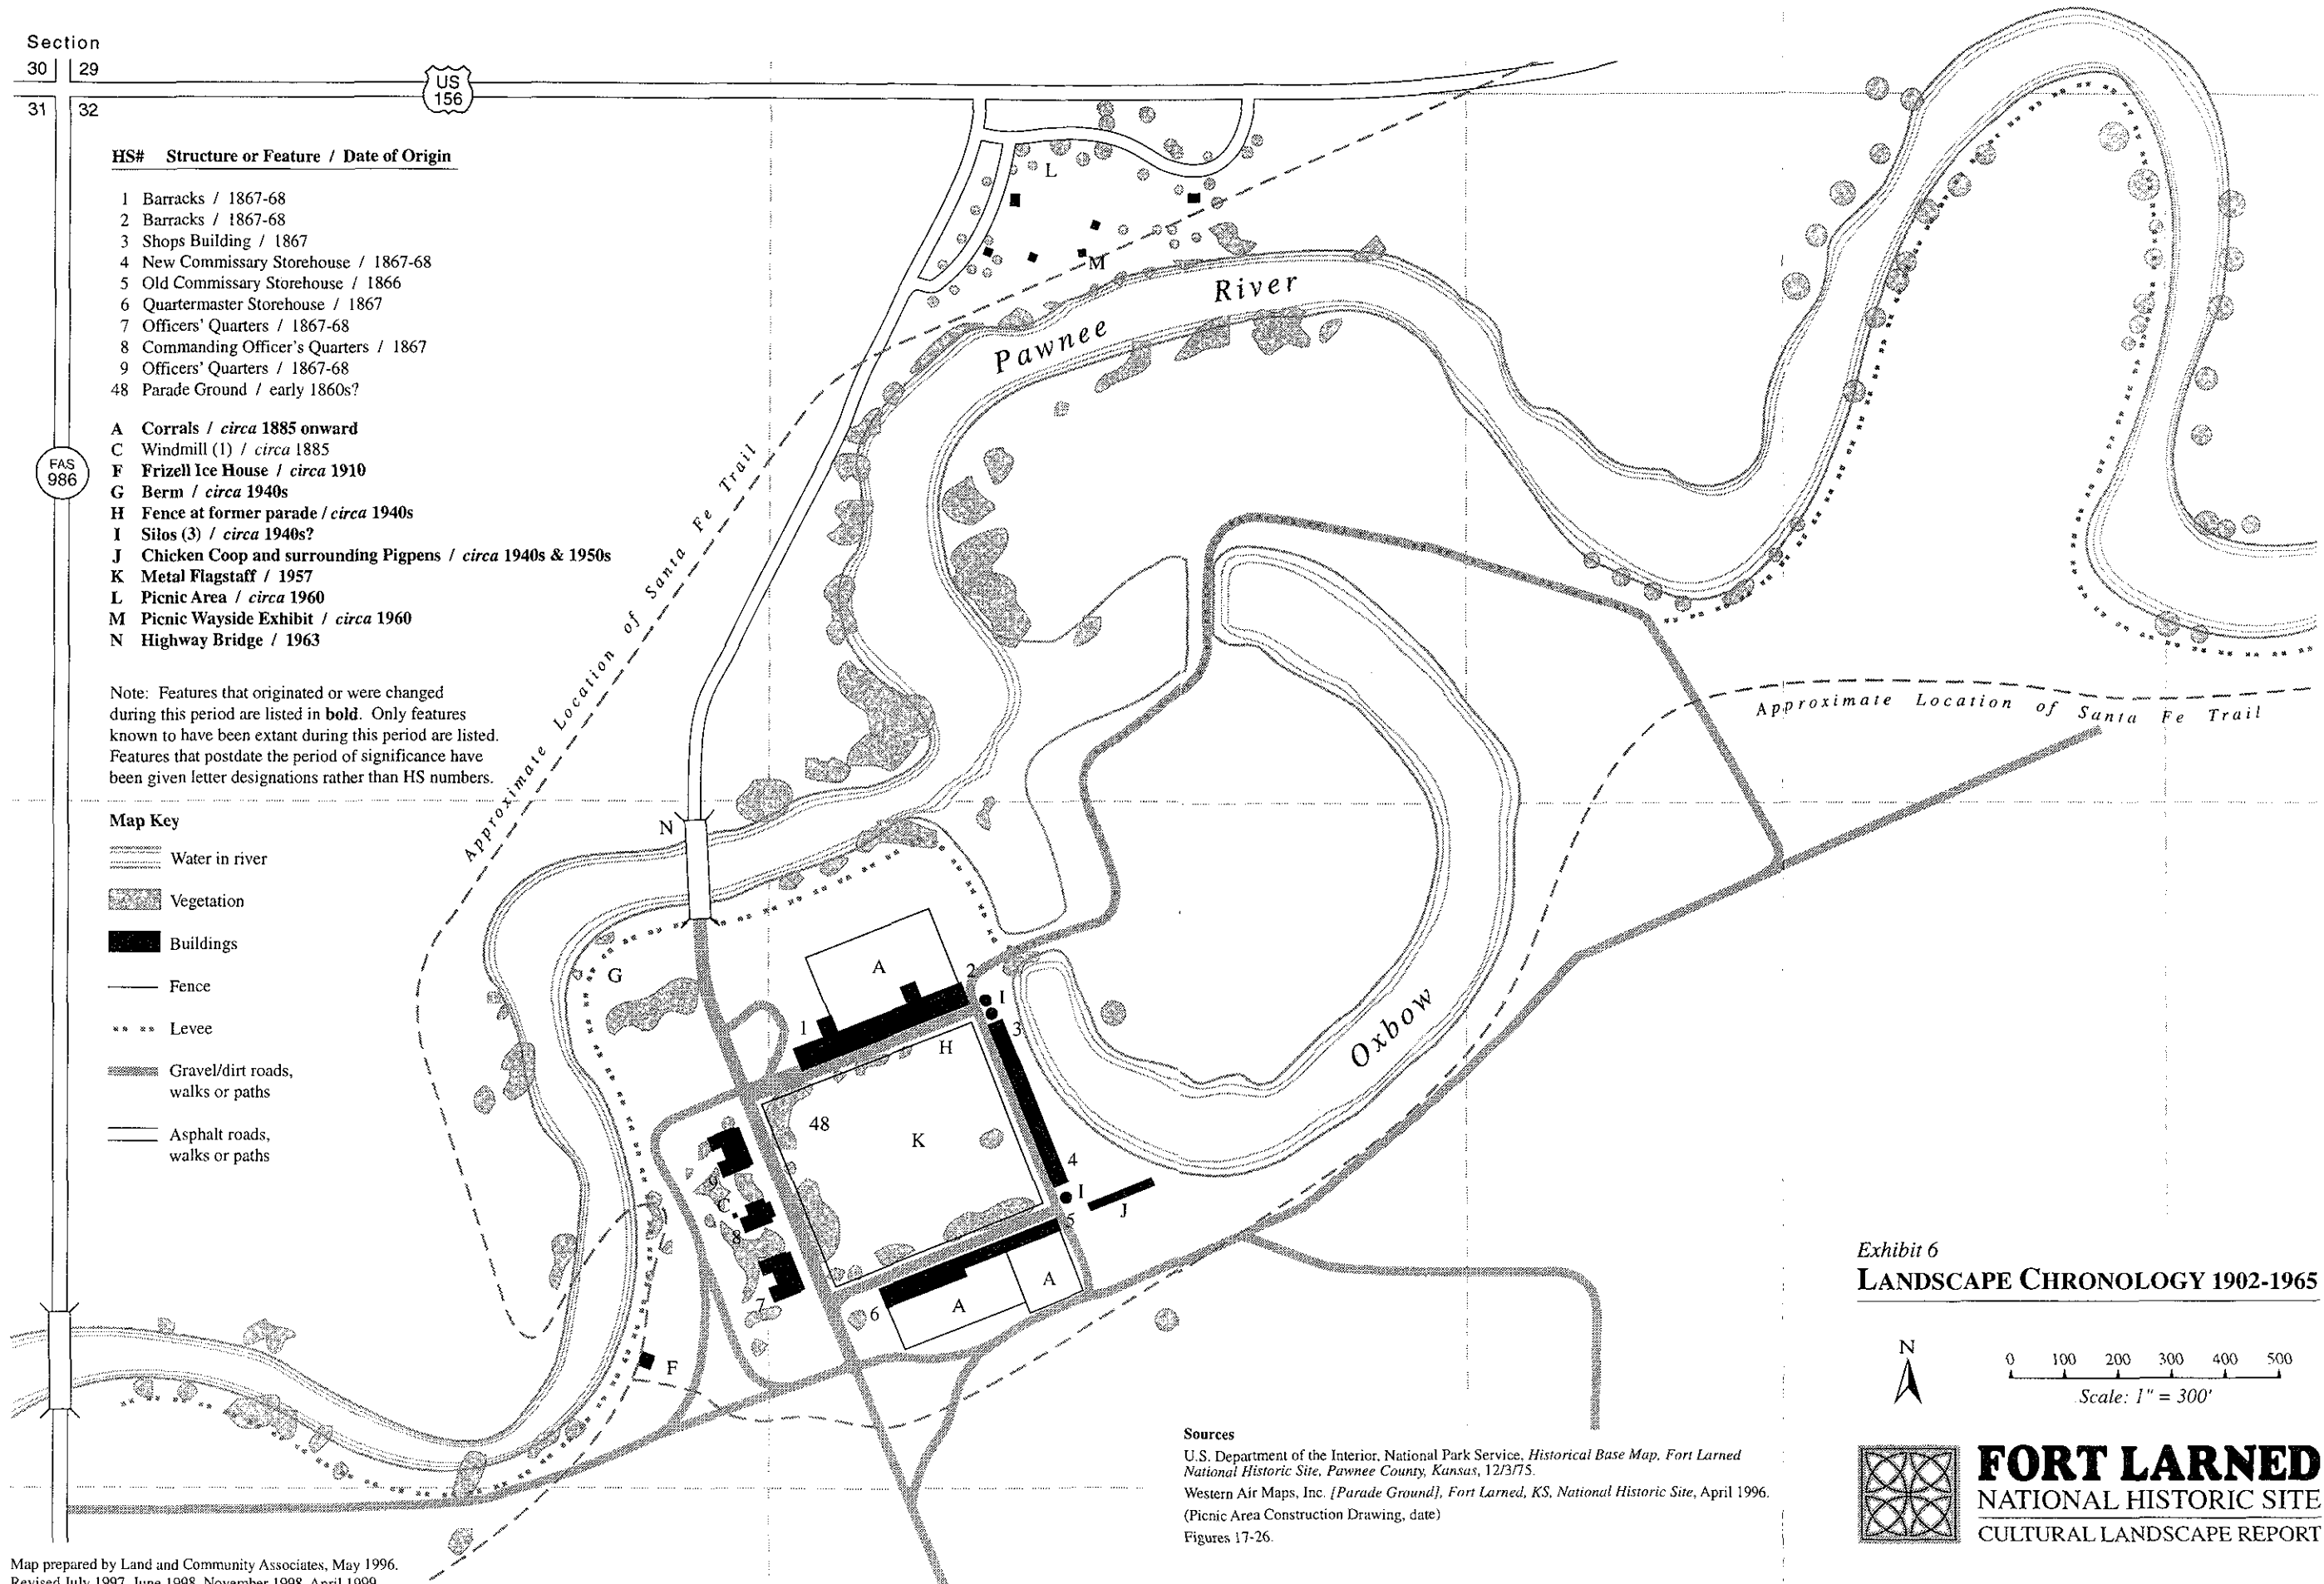 Section
30 29
31 32
US
156
HS# Structure or Feature / Date of Origin
1 Barracks / 1867-68
2 Barracks / 1867-68
3 Shops Building / 1867
4 New Commissary Storehouse / 1867-68
5 Old Commissary Storehouse / 1866
6 Quartermaster Storehouse / 1867
7 Officers' Quarters / 1867-68
8 Commanding Officer's Quarters / 1867
9 Officers' Quarters / 1867-68
48 Parade Ground / early 1860s?
A Corrals / circa 1885 onward
C Windmill (1) / circa 1885
F Frizell Ice House / circa 1910
G Berm / circa 1940s
H Fence at former parade / circa 1940s
I Silos (3) / circa 1940s?
J Chicken Coop and surrounding Pigpens / circa 1940s & 1950s
K Metal Flagstaff / 1957
L Picnic Area / circa 1960
M Picnic Wayside Exhibit / circa 1960
N Highway Bridge / 1963
FAS
986
Note: Features that originated or were changed
during this period are listed in bold. Only features
known to have been extant during this period are listed.
Features that postdate the period of significance have
been given letter designations rather than HS numbers.
Map Key
Water in river
Vegetation
Buildings
Fence
Levee
Gravel/dirt roads,
walks or paths
Asphalt roads,
walks or paths
L
M
Pawnee River
Approximate Location of Santa Fe Trail
Approximate Location of Santa Fe Trail
N
G
A
2
I
1
3
H
Oxbow
48
K
4
9
C
I
J
8
5
A
7
6
A
F
Exhibit 6
LANDSCAPE CHRONOLOGY 1902-1965
N
0 100 200 300 400 500
Scale: 1" = 300'
FORT LARNED
NATIONAL HISTORIC SITE
CULTURAL LANDSCAPE REPORT
Sources
U.S. Department of the Interior, National Park Service, Historical Base Map, Fort Larned
National Historic Site, Pawnee County, Kansas, 12/3/75.
Western Air Maps, Inc. [Parade Ground], Fort Larned, KS, National Historic Site, April 1996.
(Picnic Area Construction Drawing, date)
Figures 17-26.
Map prepared by Land and Community Associates, May 1996.
Revised July 1997, June 1998, November 1998, April 1999